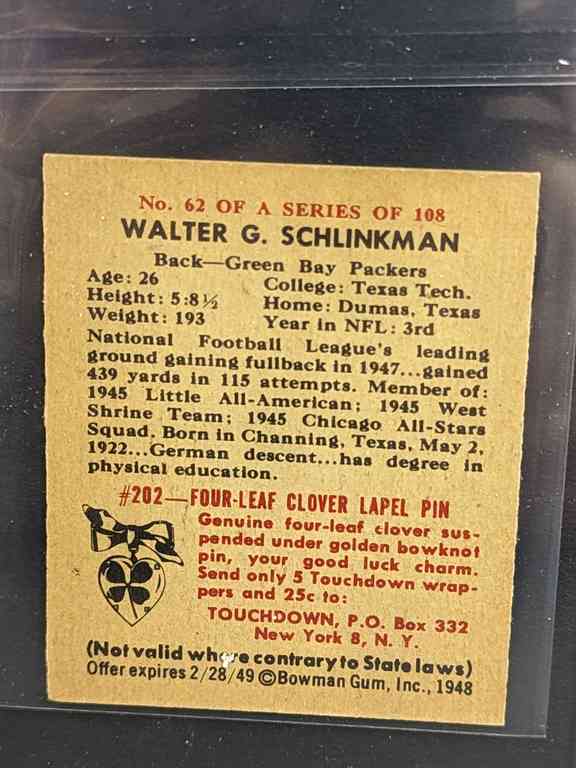 No. 62 OF A SERIES OF 108
WALTER G. SCHLINKMAN
Back—Green Bay Packers
Age: 26 College: Texas Tech.
Height: 5:8½ Home: Dumas, Texas
Weight: 193 Year in NFL: 3rd
National Football League's leading
ground gaining fullback in 1947...gained
439 yards in 115 attempts. Member of:
1945 Little All-American; 1945 West
Shrine Team; 1945 Chicago All-Stars
Squad. Born in Channing, Texas, May 2,
1922...German descent...has degree in
physical education.
#202—FOUR-LEAF CLOVER LAPEL PIN
Genuine four-leaf clover sus-
pended under golden bowknot
pin, your good luck charm.
Send only 5 Touchdown wrap-
pers and 25c to:
TOUCHDOWN, P.O. Box 332
New York 8, N. Y.
(Not valid where contrary to State laws)
Offer expires 2/28/49 ©Bowman Gum, Inc., 1948